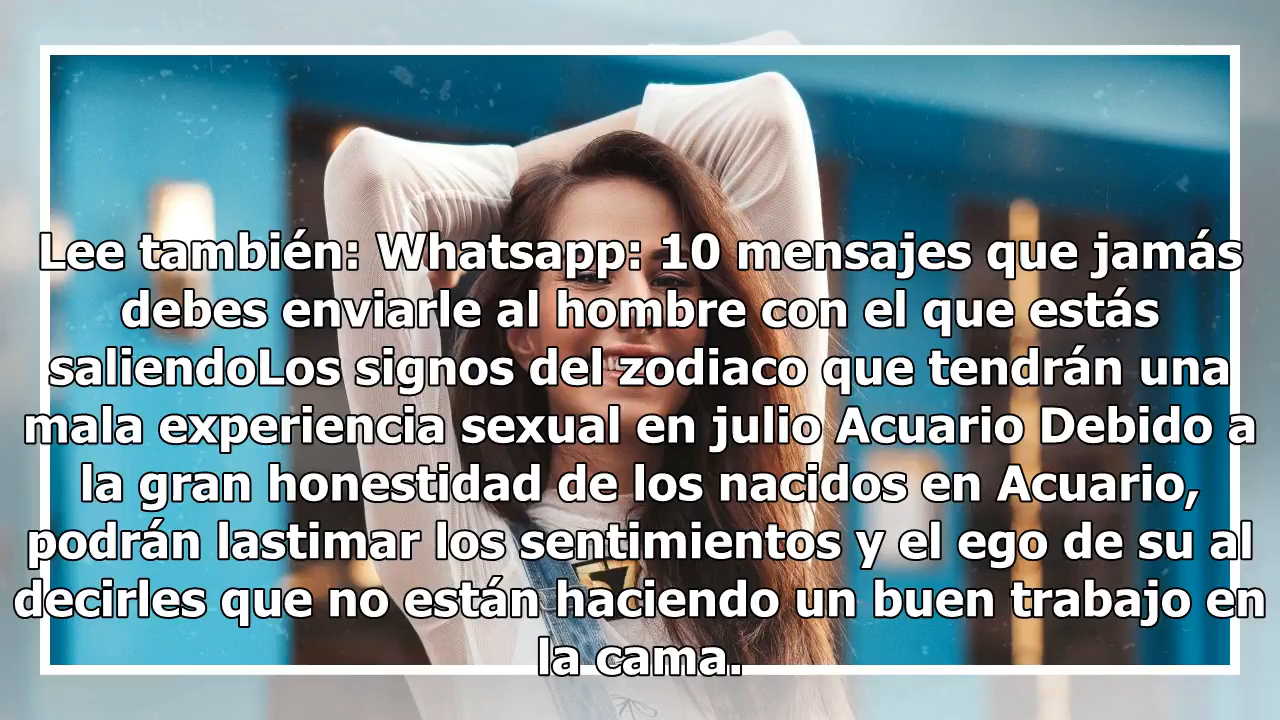 Lee también: Whatsapp: 10 mensajes que jamás
debes enviarle al hombre con el que estás
saliendoLos signos del zodiaco que tendrán una
mala experiencia sexual en julio Acuario Debido a
la gran honestidad de los nacidos en Acuario,
podrán lastimar los sentimientos y el ego de su al
decirles que no están haciendo un buen trabajo en
la cama.